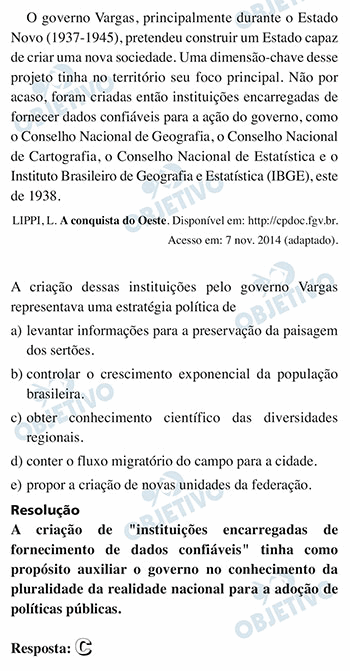 O governo Vargas, principalmente durante o Estado
Novo (1937-1945), pretendeu construir um Estado capaz
de criar uma nova sociedade. Uma dimensão-chave desse
projeto tinha no território seu foco principal. Não por
acaso, foram criadas então instituições encarregadas de
fornecer dados confiáveis para a ação do governo, como
o Conselho Nacional de Geografia, o Conselho Nacional
de Cartografia, o Conselho Nacional de Estatística e o
Instituto Brasileiro de Geografia e Estatística (IBGE), este
de 1938.
LIPPI, L. A conquista do Oeste. Disponível em: http://cpdoc.fgv.br.
Acesso em: 7 nov. 2014 (adaptado).
A criação dessas instituições pelo governo Vargas
representava uma estratégia política de
a) levantar informações para a preservação da paisagem
dos sertões.
b) controlar o crescimento exponencial da população
brasileira.
c) obter conhecimento científico das diversidades
regionais.
d) conter o fluxo migratório do campo para a cidade.
e) propor a criação de novas unidades da federação.
Resolução
A criação de "instituições encarregadas de
fornecimento de dados confiáveis" tinha como
propósito auxiliar o governo no conhecimento da
pluralidade da realidade nacional para a adoção de
políticas públicas.
Resposta: C
OBJETIVO
OBJETIVO
OBJETIVO
OBJETIVO
OBJETIVO
OBJETIVO
OBJETIVO